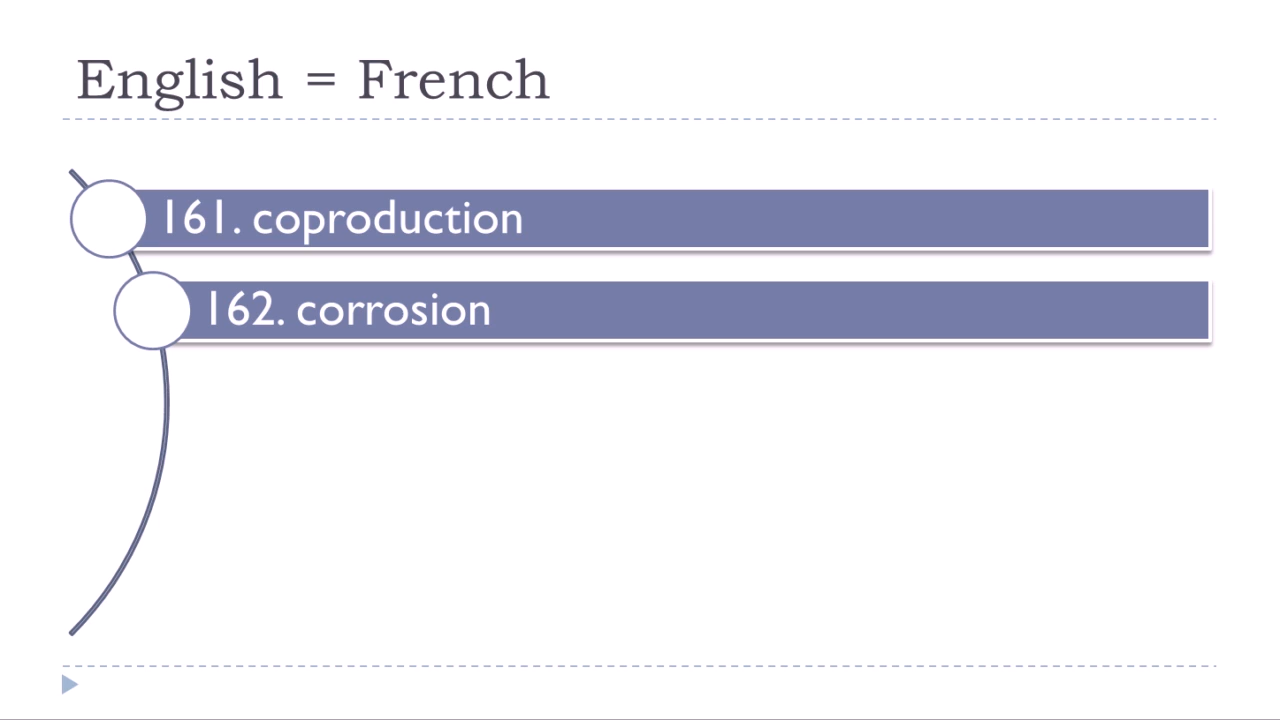 English = French
161. coproduction
162. corrosion